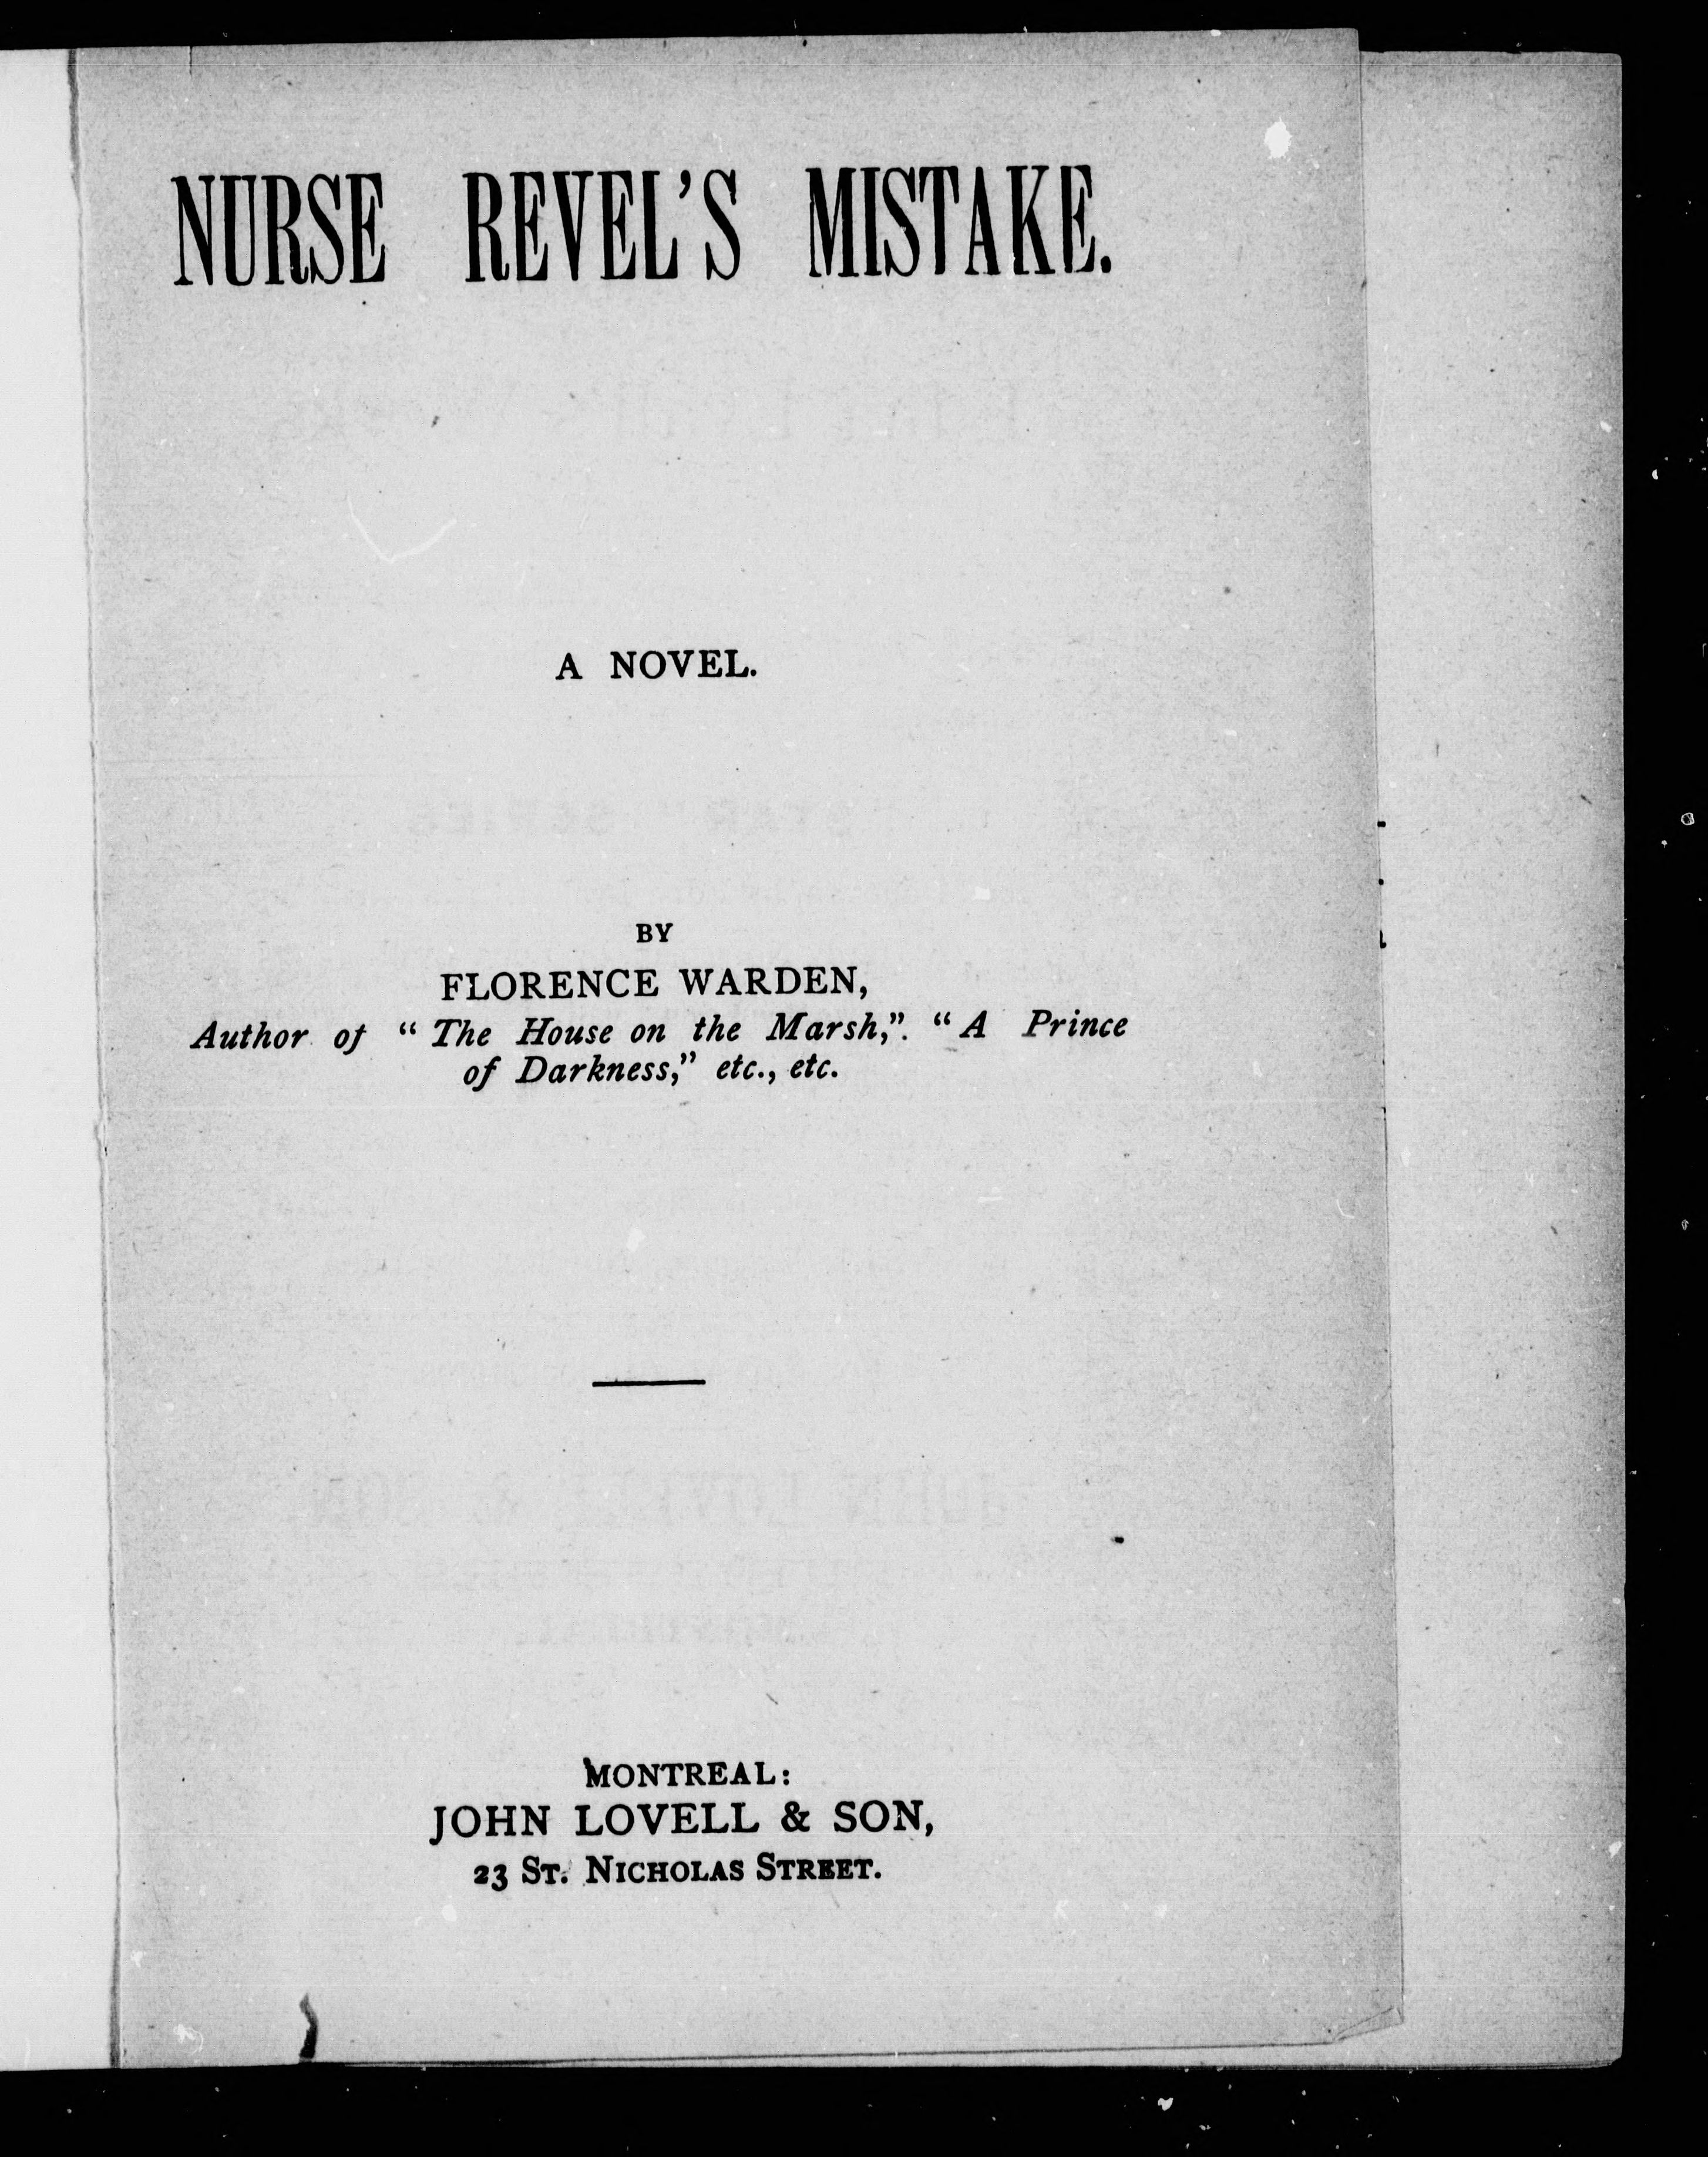 NURSE REVEL'S MISTAKE.
A NOVEL.
BY
FLORENCE WARDEN,
Author of “The House on the Marsh,”. “A Prince
of Darkness,” etc., etc.
MONTREAL:
JOHN LOVELL & SON,
23 ST. NICHOLAS STREET.